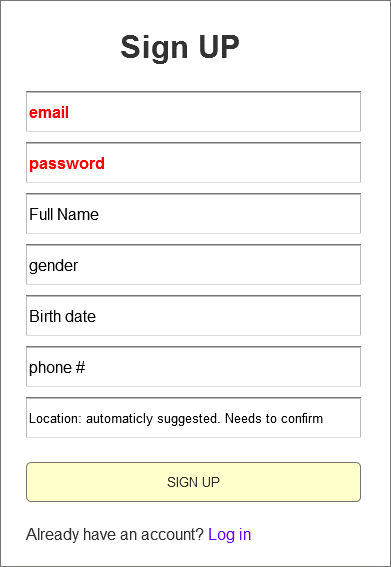 Sign UP
email
password
Full Name
gender
Birth date
phone #
Location: automaticly suggested. Needs to confirm
SIGN UP
Already have an account? Log in